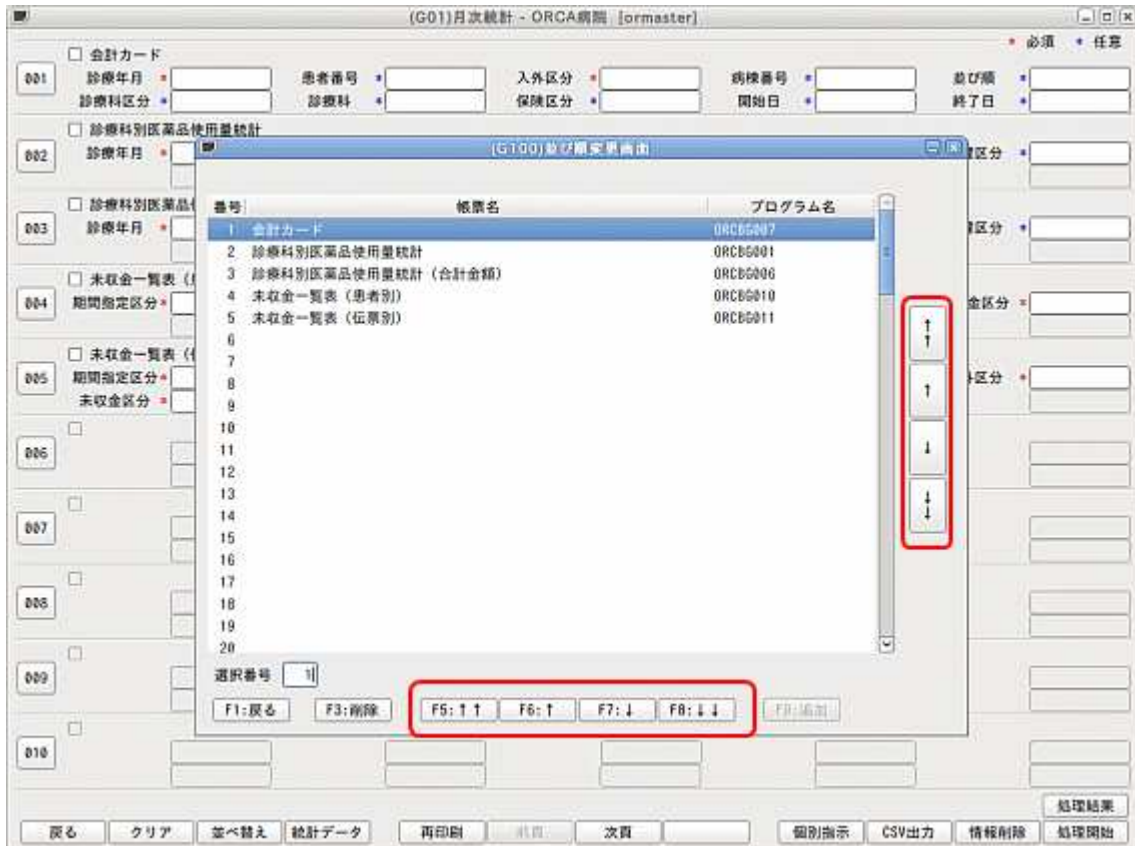 (G01)月次統計 - ORCA病院 [ormaster]
* 必須 * 任意
会計カード
001 診療年月 * 患者番号 * 入外区分 * 病棟番号 * 並び順 *
診療科区分 * 診療科 * 保険区分 * 開始日 * 終了日 *
診療科別医薬品使用量統計
002 診療年月 * 区分 *
診療科別医薬品
003 診療年月 * 区分 *
未収金一覧表 (
004 期間指定区分 * 金区分 *
未収金一覧表 (
005 期間指定区分 * 区分 *
未収金区分 *
006
007
008
009
010
(G100)並び順変更画面
番号 帳票名 プログラム名
1 会計カード ORCBG007
2 診療科別医薬品使用量統計 ORCBG001
3 診療科別医薬品使用量統計 (合計金額) ORCBG006
4 未収金一覧表 (患者別) ORCBG010
5 未収金一覧表 (伝票別) ORCBG011
6
7
8
9
10
11
12
13
14
15
16
17
18
19
20
↑↑
↑
↓
↓↓
選択番号 1
F1:戻る F3:削除 F5:↑↑ F6:↑ F7:↓ F8:↓↓ F9:追加
処理結果
戻る クリア 並べ替え 統計データ 再印刷 前頁 次頁 個別指示 CSV出力 情報削除 処理開始